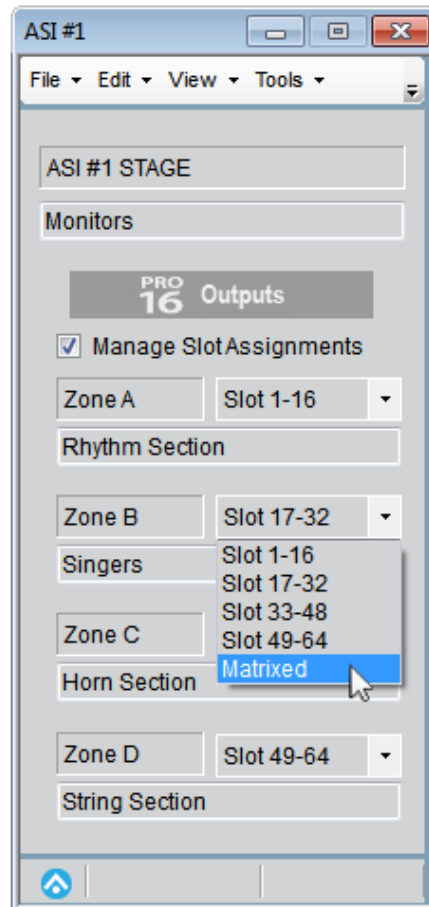 ASI #1
File Edit View Tools
ASI #1 STAGE
Monitors
PRO 16 Outputs
Manage Slot Assignments
Zone A Slot 1-16
Rhythm Section
Zone B Slot 17-32
Singers
Slot 1-16
Slot 17-32
Slot 33-48
Slot 49-64
Matrixed
Zone C
Horn Section
Zone D Slot 49-64
String Section